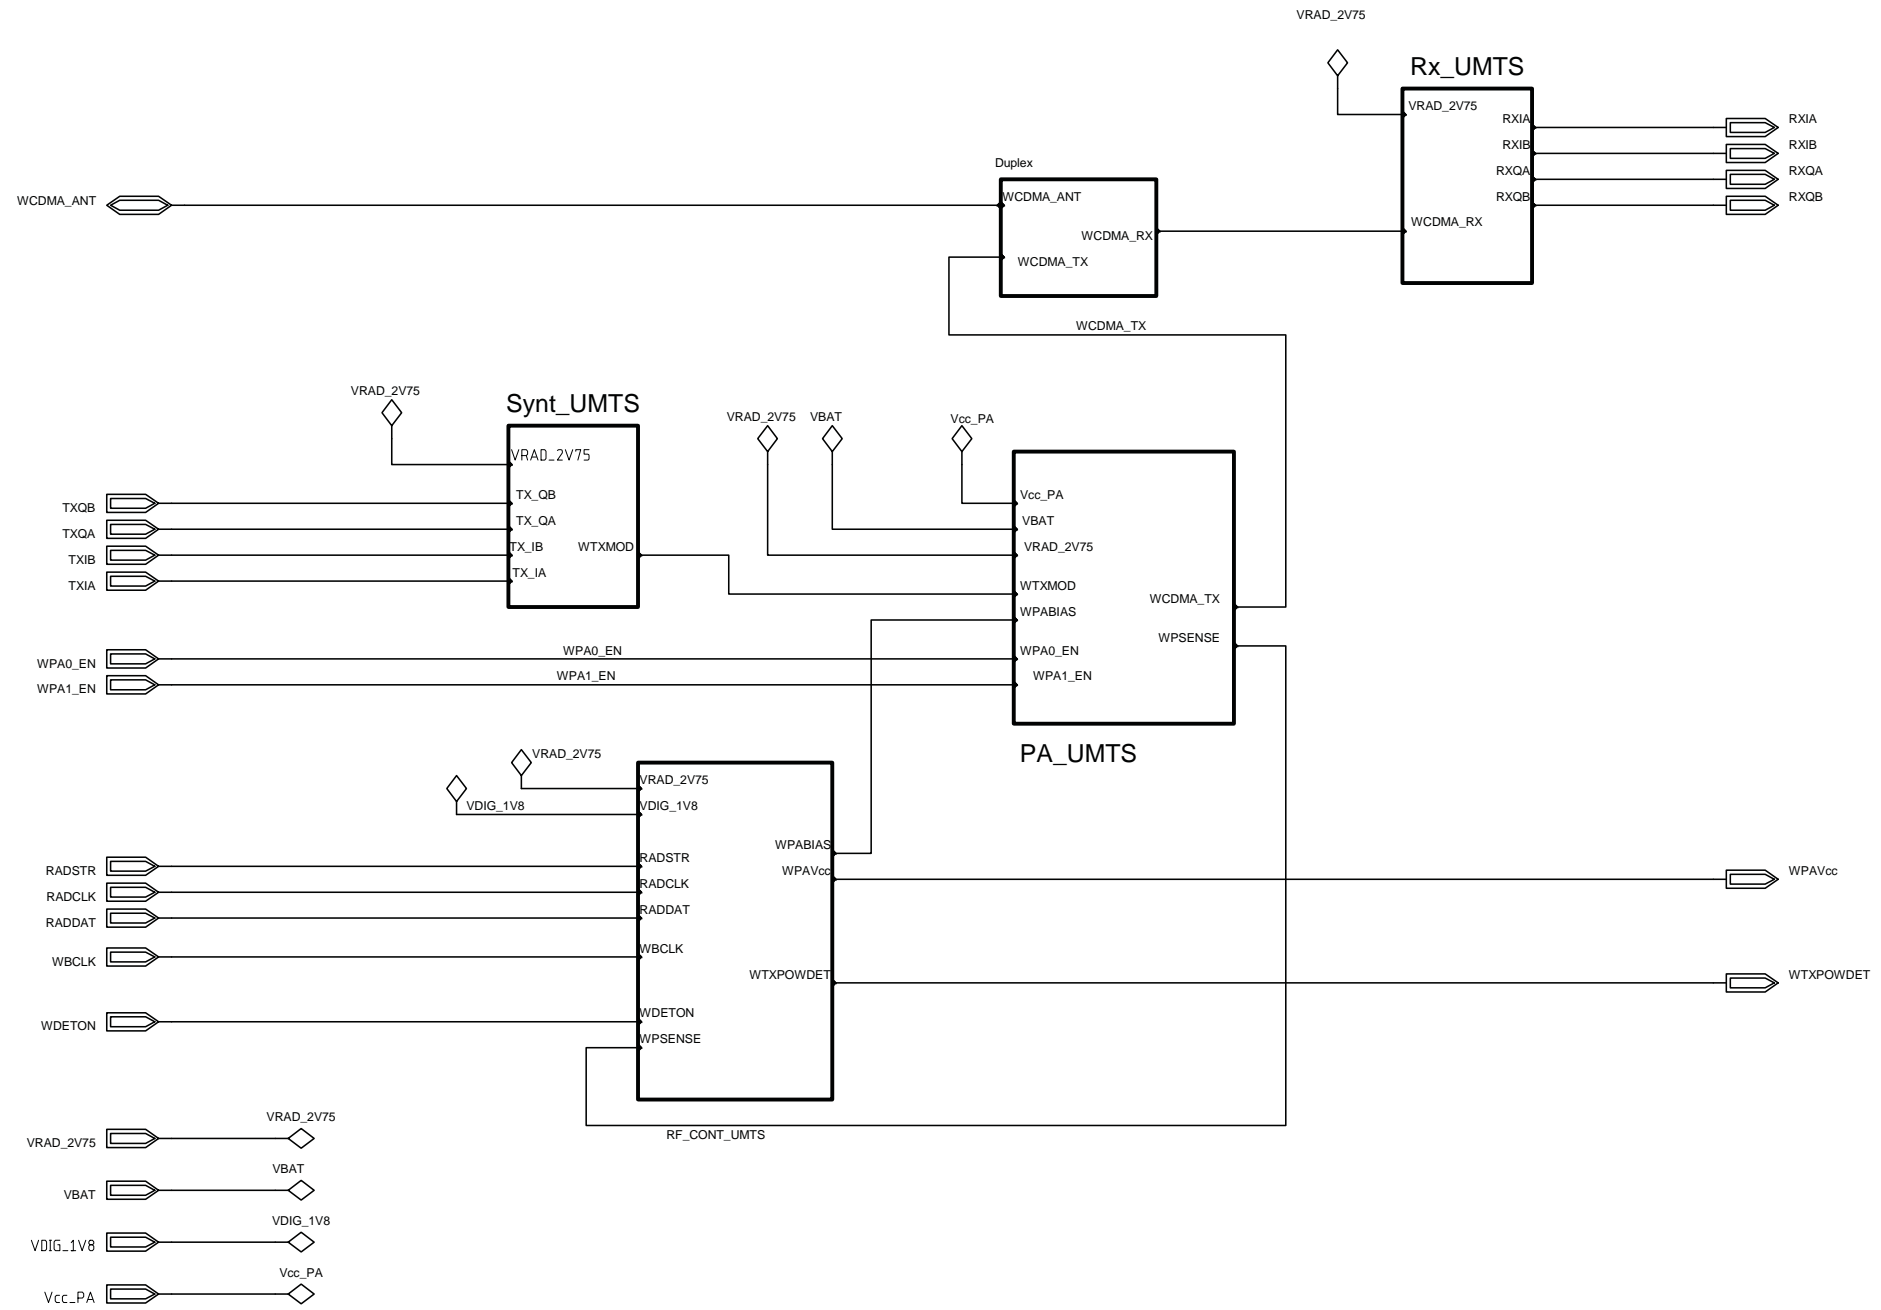 VRAD_2V75
Rx_UMTS
VRAD_2V75
RXIA
RXIA
RXIB
RXIB
RXQA
RXQA
RXQB
RXQB
WCDMA_RX
Duplex
WCDMA_ANT
WCDMA_ANT
WCDMA_RX
WCDMA_TX
WCDMA_TX
VRAD_2V75
Synt_UMTS
VRAD_2V75
TXQB
TX_QB
TXQA
TX_QA
TXIB
TX_IB
WTXMOD
TXIA
TX_IA
VRAD_2V75
VBAT
Vcc_PA
Vcc_PA
VBAT
VRAD_2V75
WTXMOD
WPABIAS
WCDMA_TX
WPSENSE
WPA0_EN
WPA0_EN
WPA0_EN
WPA1_EN
WPA1_EN
WPA1_EN
PA_UMTS
VRAD_2V75
VRAD_2V75
VDIG_1V8
VDIG_1V8
WPABIAS
RADSTR
RADSTR
WPAVcc
WPAVcc
RADCLK
RADCLK
RADDAT
RADDAT
WBCLK
WBCLK
WTXPOWDET
WTXPOWDET
WDETON
WDETON
WPSENSE
RF_CONT_UMTS
VRAD_2V75
VRAD_2V75
VBAT
VBAT
VDIG_1V8
VDIG_1V8
Vcc_PA
Vcc_PA